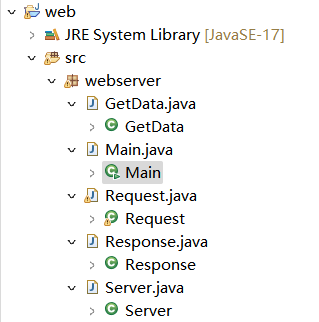 web
JRE System Library [JavaSE-17]
src
webserver
GetData.java
GetData
Main.java
Main
Request.java
Request
Response.java
Response
Server.java
Server